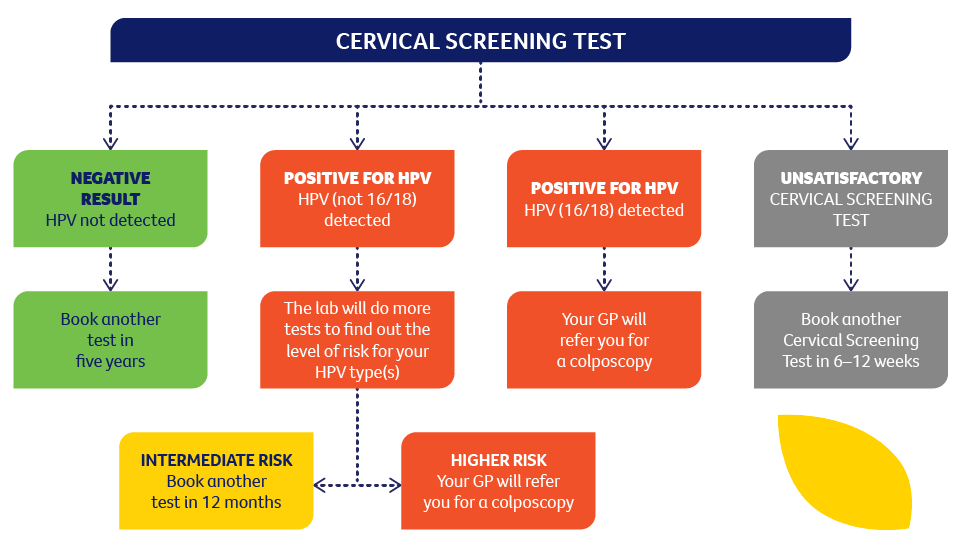 CERVICAL SCREENING TEST
NEGATIVE
RESULT
HPV not detected
POSITIVE FOR HPV
HPV (not 16/18)
detected
POSITIVE FOR HPV
HPV (16/18) detected
UNSATISFACTORY
CERVICAL SCREENING
TEST
Book another
test in
five years
The lab will do more
tests to find out the
level of risk for your
HPV type(s)
Your GP will
refer you for
a colposcopy
Book another
Cervical Screening
Test in 6–12 weeks
INTERMEDIATE RISK
Book another
test in 12 months
HIGHER RISK
Your GP will refer
you for a colposcopy